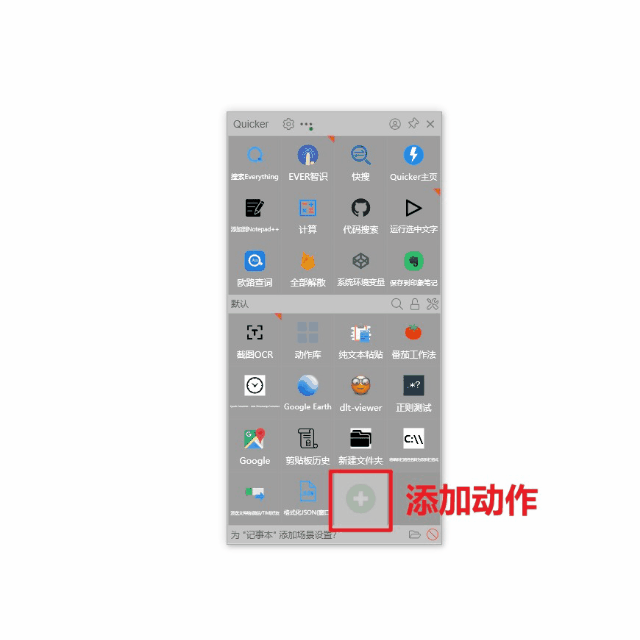 Quicker
搜索Everything
EVER智识
快搜
Quicker主页
添加到Notepad++
计算
代码搜索
运行选中文字
欧路查词
全部解散
系统环境变量
保存到印象笔记
默认
截图OCR
动作库
纯文本粘贴
番茄工作法
Google Earth
dlt-viewer
.*?
正则测试
C:\\
Google
剪贴板历史
新建文件夹
格式化JSON(窗口
添加动作
为 "记事本" 添加场景设置?